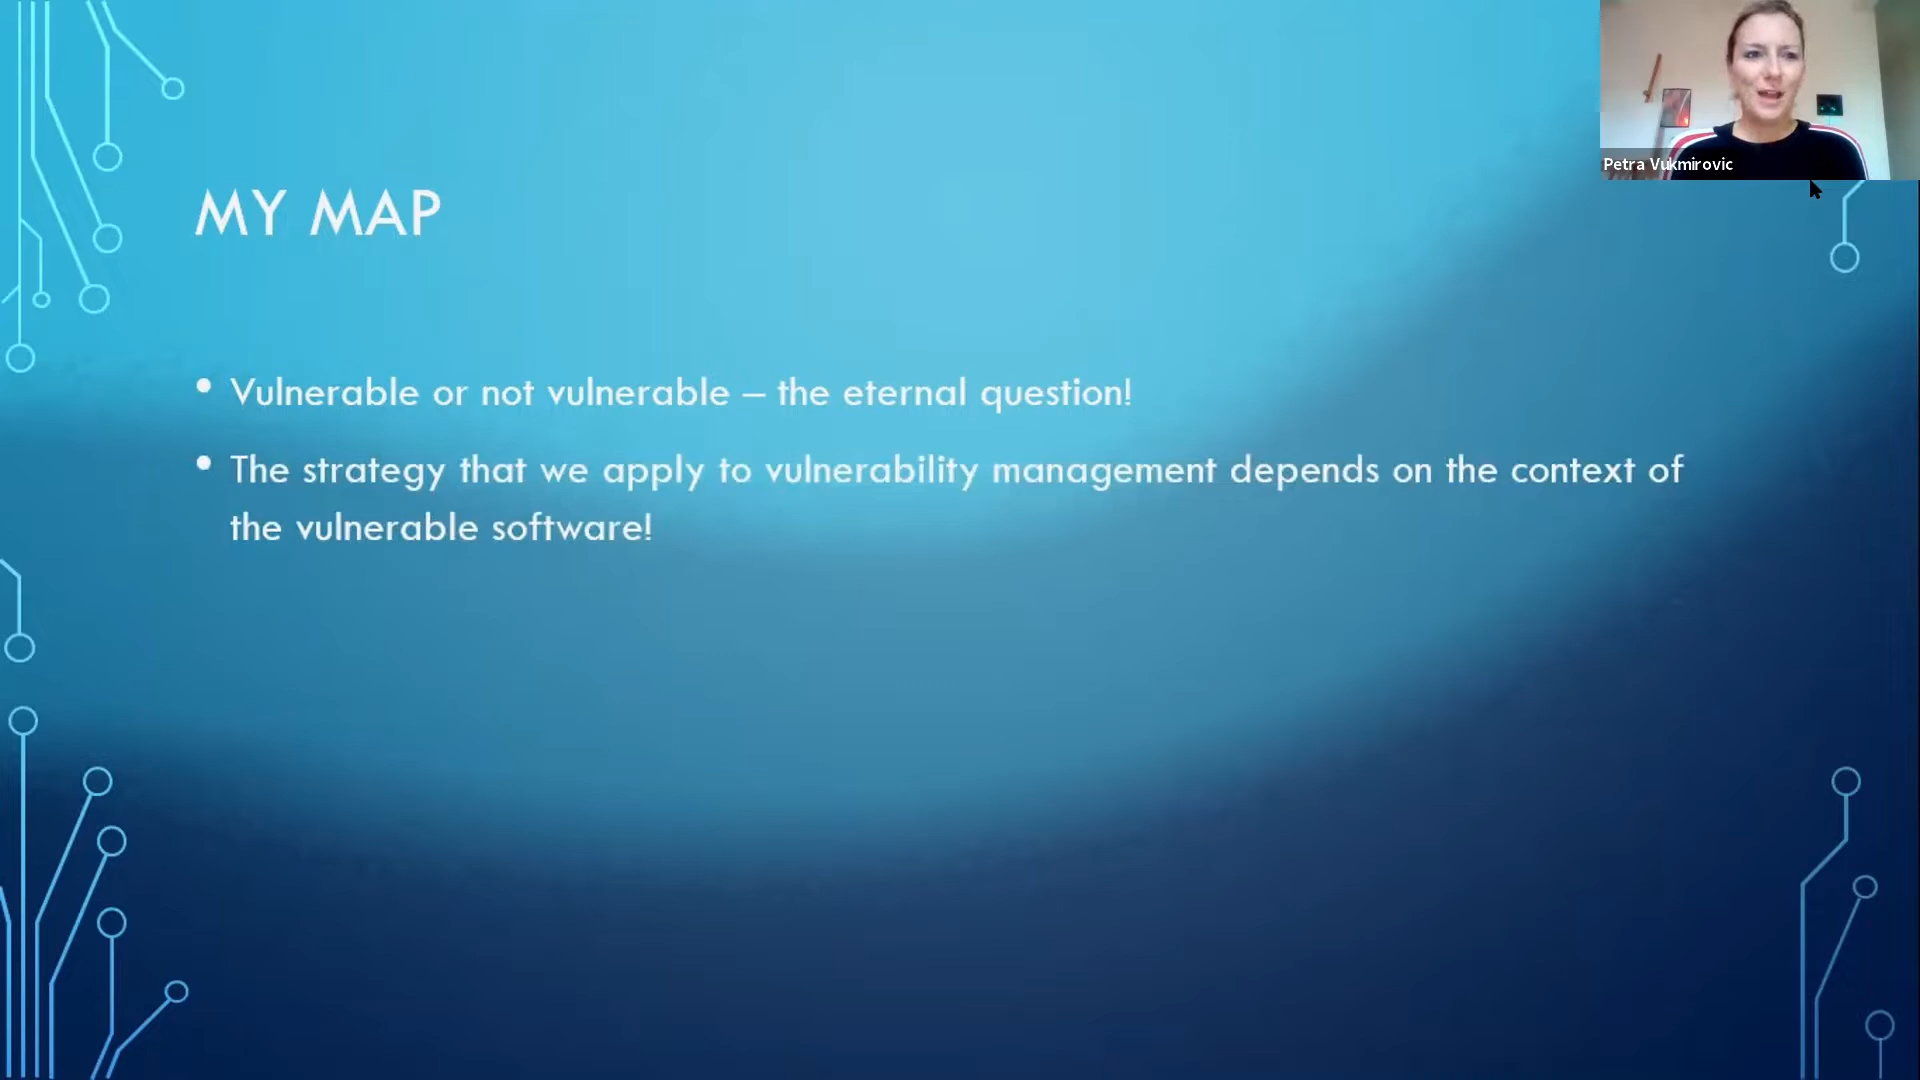 Petra Vukmirovic
MY MAP
• Vulnerable or not vulnerable – the eternal question!
• The strategy that we apply to vulnerability management depends on the context of
the vulnerable software!